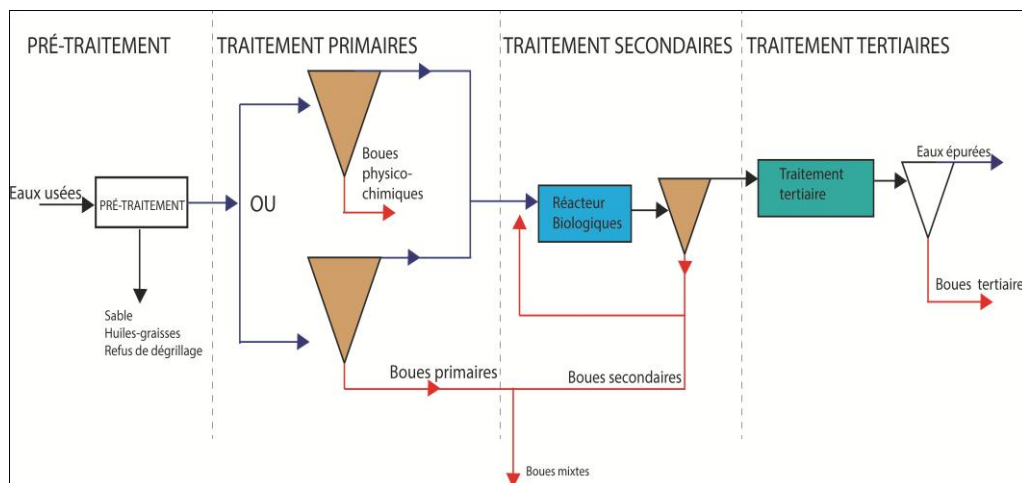 PRÉ-TRAITEMENT
TRAITEMENT PRIMAIRES
TRAITEMENT SECONDAIRES
TRAITEMENT TERTIAIRES
Eaux usées
PRÉ-TRAITEMENT
Sable
Huiles-graisses
Refus de dégrillage
OU
Boues
physico-
chimiques
Boues primaires
Réacteur
Biologiques
Boues secondaires
Boues mixtes
Traitement
tertiaire
Eaux épurées
Boues tertiaire